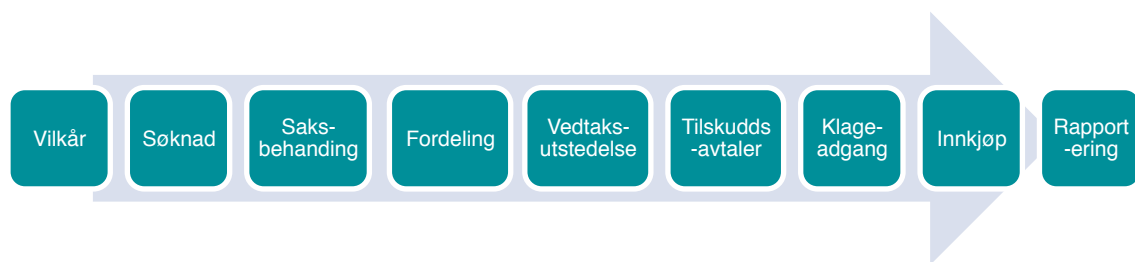 Vilkår
Søknad
Saks-
behanding
Fordeling
Vedtaks-
utstedelse
Tilskudds
-avtaler
Klage-
adgang
Innkjøp
Rapport
-ering